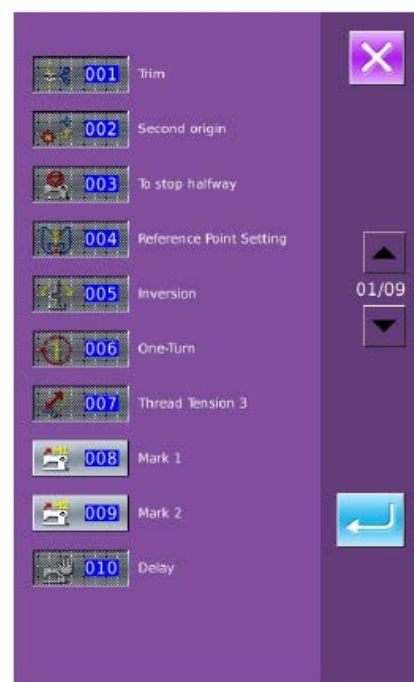 001 Trim
002 Second origin
003 To stop halfway
004 Reference Point Setting
01/09
005 Inversion
006 One-Turn
007 Thread Tension 3
008 Mark 1
009 Mark 2
010 Delay